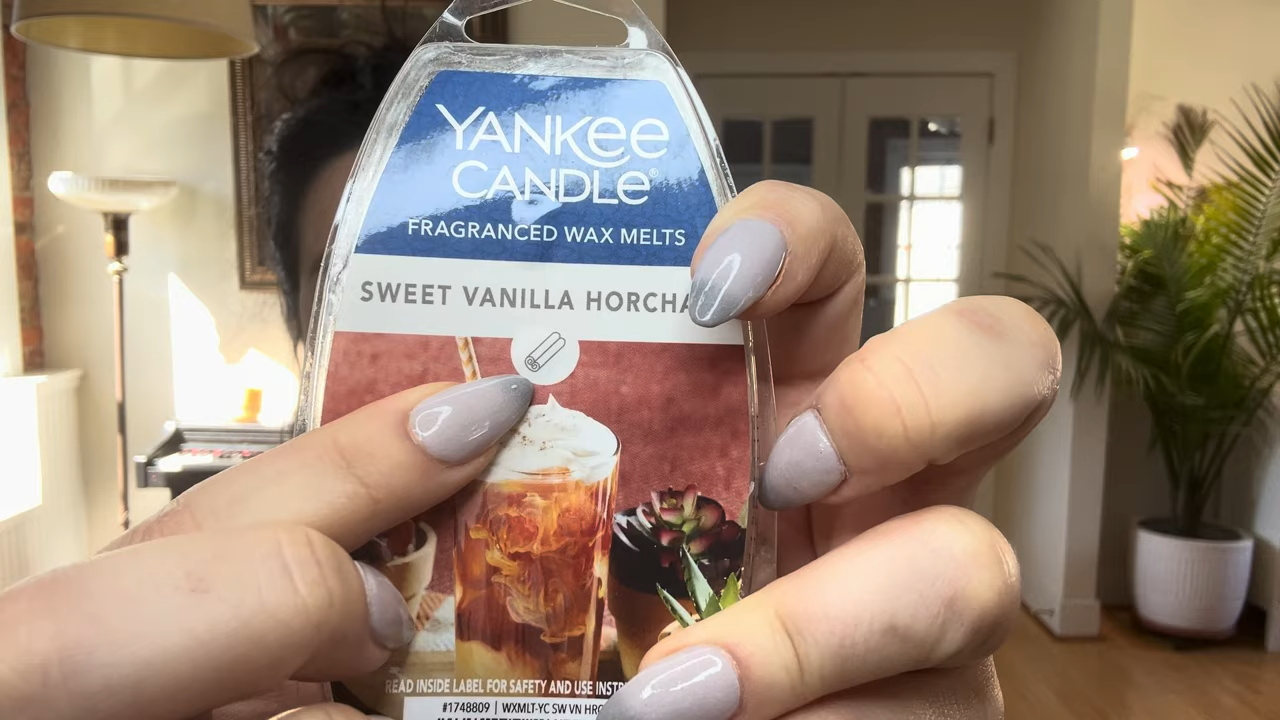 YANKEE
CANDLE®
FRAGRANCED WAX MELTS
SWEET VANILLA HORCHA
READ INSIDE LABEL FOR SAFETY AND USE INSTR
#1748809 | WXMLT-YC SW VN HRC